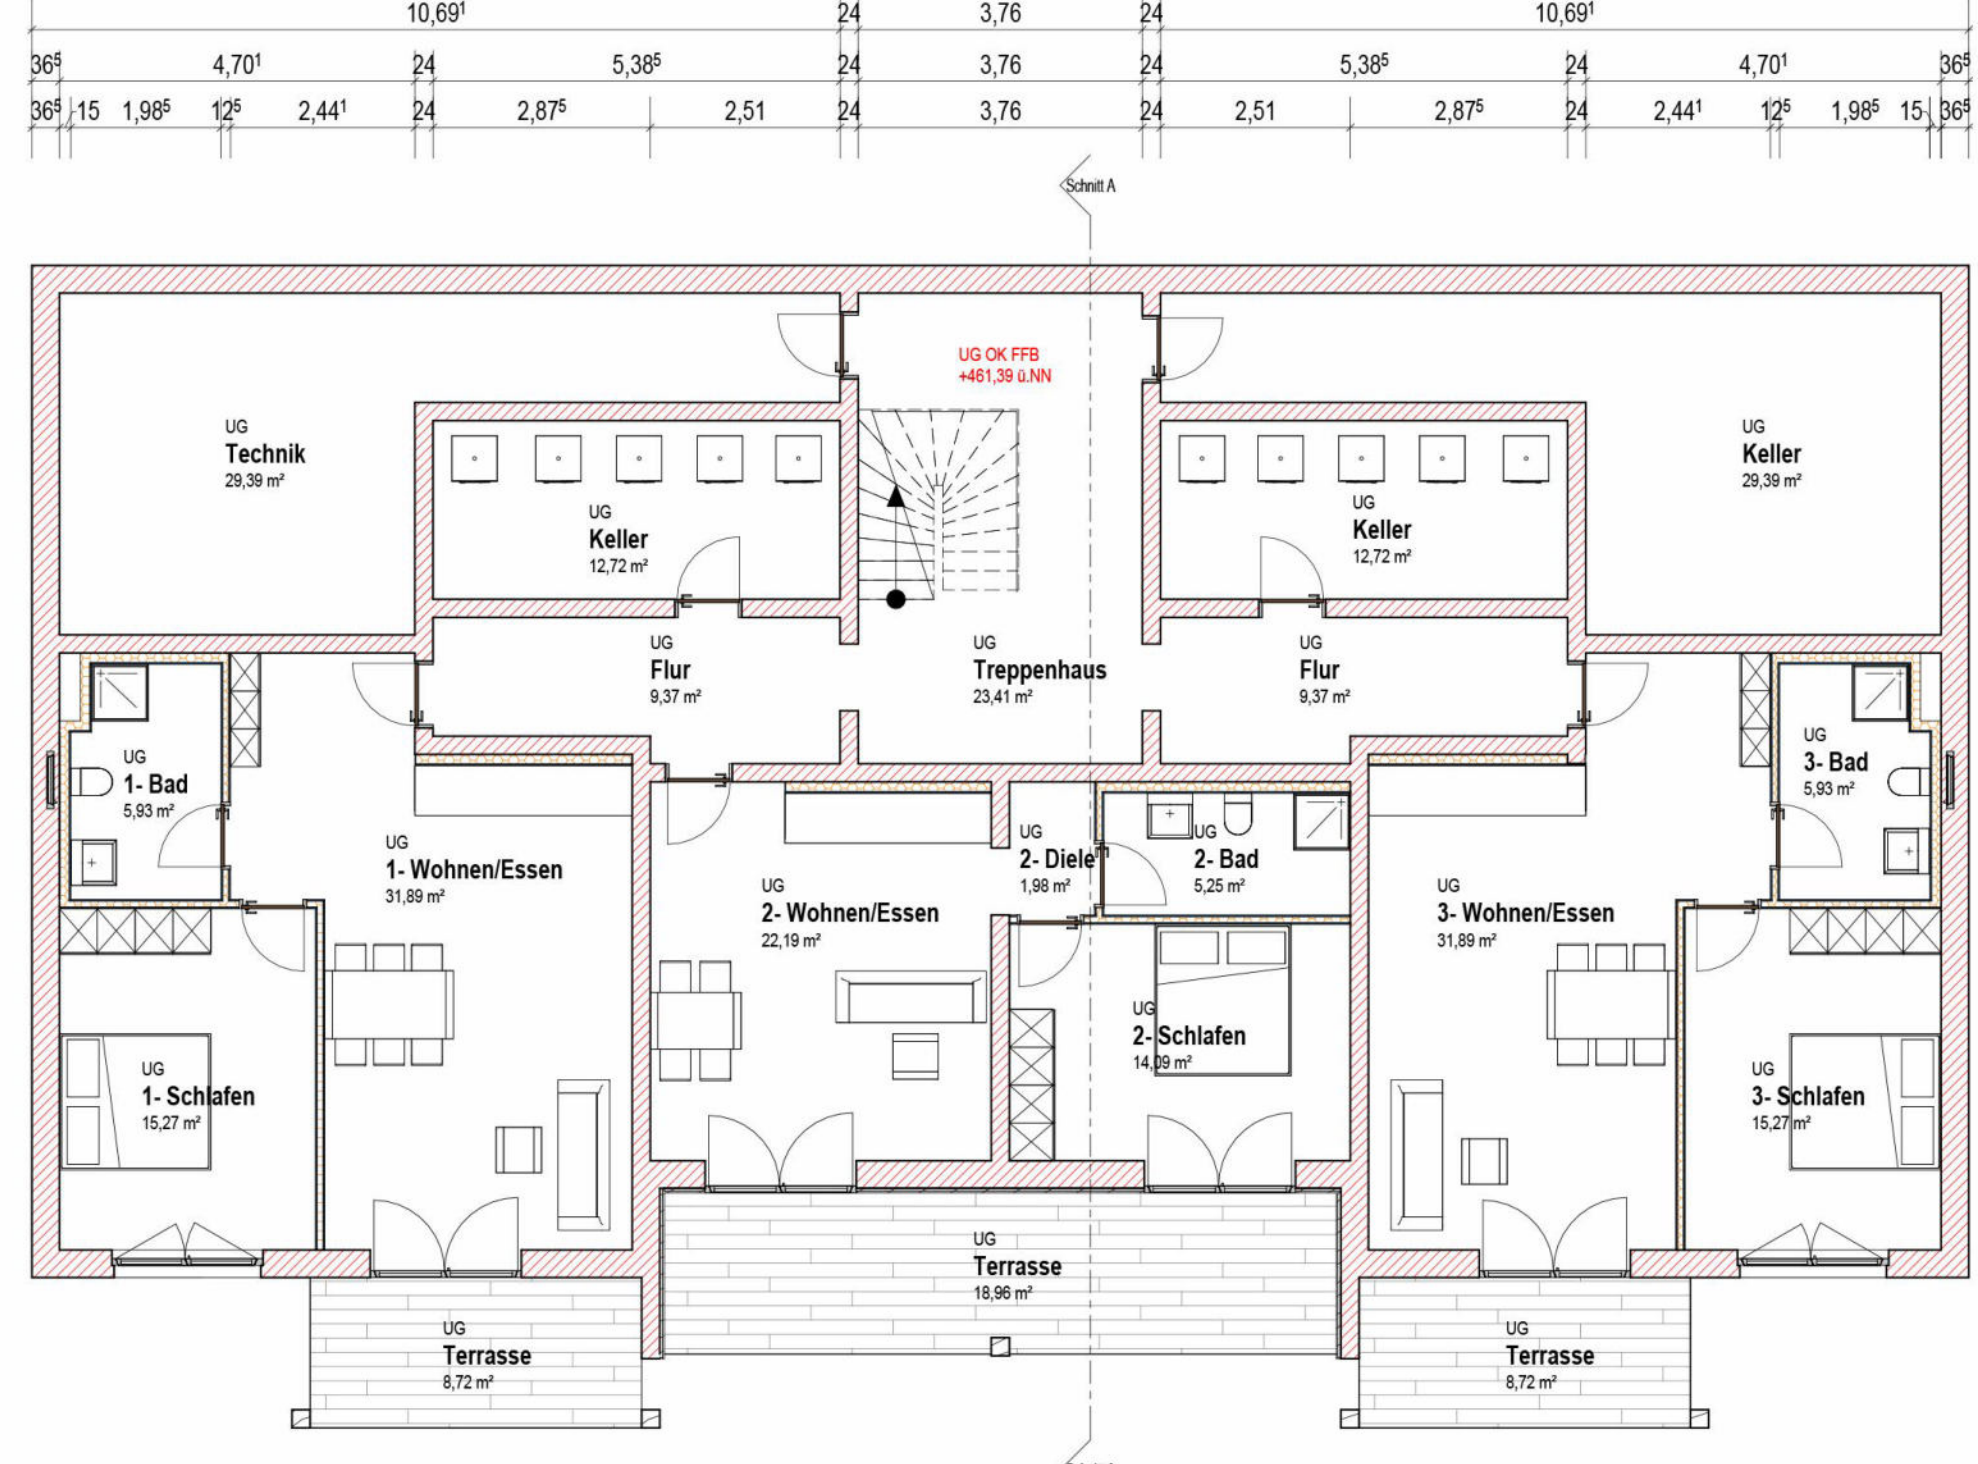 10,69¹ 24 3,76 24 10,69¹
36⁵ 4,70¹ 24 5,38⁵ 24 3,76 24 5,38⁵ 24 4,70¹ 36⁵
36⁵ 15 1,98⁵ 12⁵ 2,44¹ 24 2,87⁵ 2,51 24 3,76 24 2,51 2,87⁵ 24 2,44¹ 12⁵ 1,98⁵ 15 36⁵
Schnitt A
UG OK FFB
+461,39 ü.NN
UG
Technik
29,39 m²
UG
Keller
12,72 m²
UG
Keller
12,72 m²
UG
Keller
29,39 m²
UG
Flur
9,37 m²
UG
Treppenhaus
23,41 m²
UG
Flur
9,37 m²
UG
1- Bad
5,93 m²
UG
1- Wohnen/Essen
31,89 m²
UG
2- Wohnen/Essen
22,19 m²
UG
2- Diele
1,98 m²
UG
2- Bad
5,25 m²
UG
3- Wohnen/Essen
31,89 m²
UG
3- Bad
5,93 m²
UG
1- Schlafen
15,27 m²
UG
2- Schlafen
14,09 m²
UG
3- Schlafen
15,27 m²
UG
Terrasse
8,72 m²
UG
Terrasse
18,96 m²
UG
Terrasse
8,72 m²